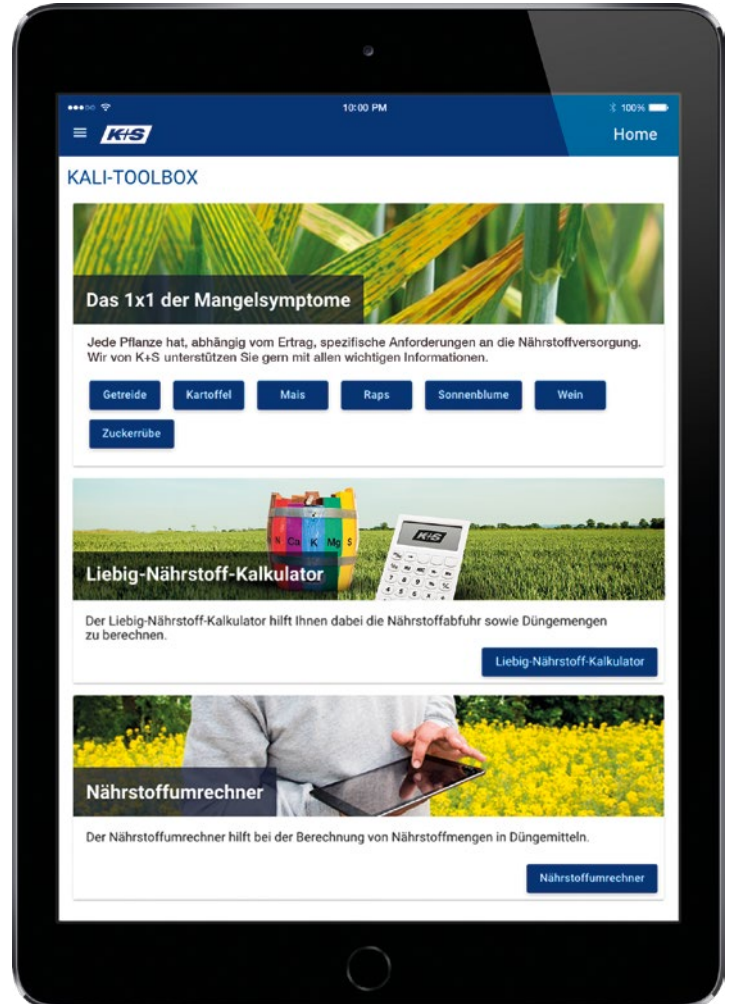 10:00 PM
100%
K+S
Home
KALI-TOOLBOX
Das 1x1 der Mangelsymptome
Jede Pflanze hat, abhängig vom Ertrag, spezifische Anforderungen an die Nährstoffversorgung.
Wir von K+S unterstützen Sie gern mit allen wichtigen Informationen.
Getreide
Kartoffel
Mais
Raps
Sonnenblume
Wein
Zuckerrübe
N Ca K Mg S
K+S
Liebig-Nährstoff-Kalkulator
Der Liebig-Nährstoff-Kalkulator hilft Ihnen dabei die Nährstoffabfuhr sowie Düngemengen
zu berechnen.
Liebig-Nährstoff-Kalkulator
Nährstoffumrechner
Der Nährstoffumrechner hilft bei der Berechnung von Nährstoffmengen in Düngemitteln.
Nährstoffumrechner